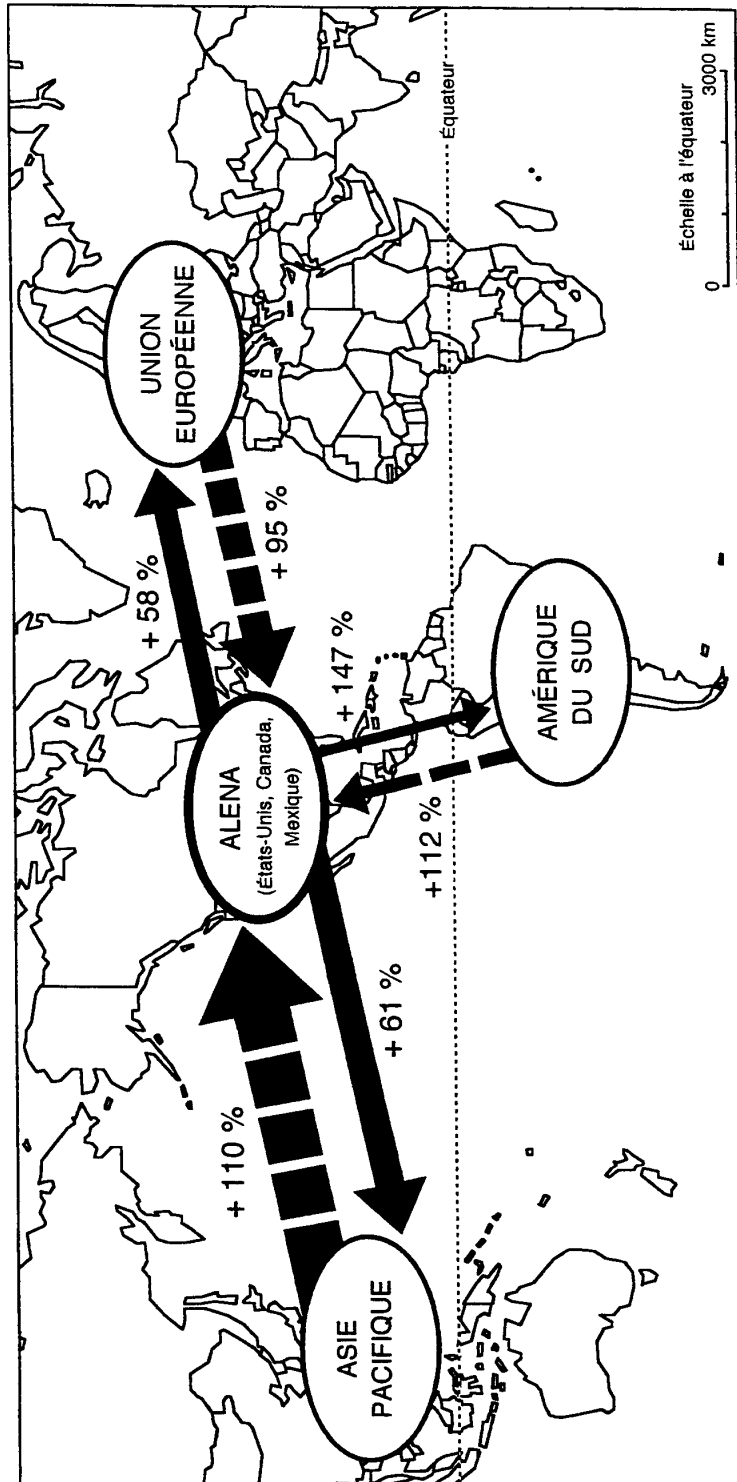 ASIE
PACIFIQUE
+ 110 %
+ 61 %
ALENA
(États-Unis, Canada,
Mexique)
+ 58 %
+ 95 %
UNION
EUROPÉENNE
+ 147 %
+112 %
AMÉRIQUE
DU SUD
Équateur
Échelle à l'équateur
0
3000 km